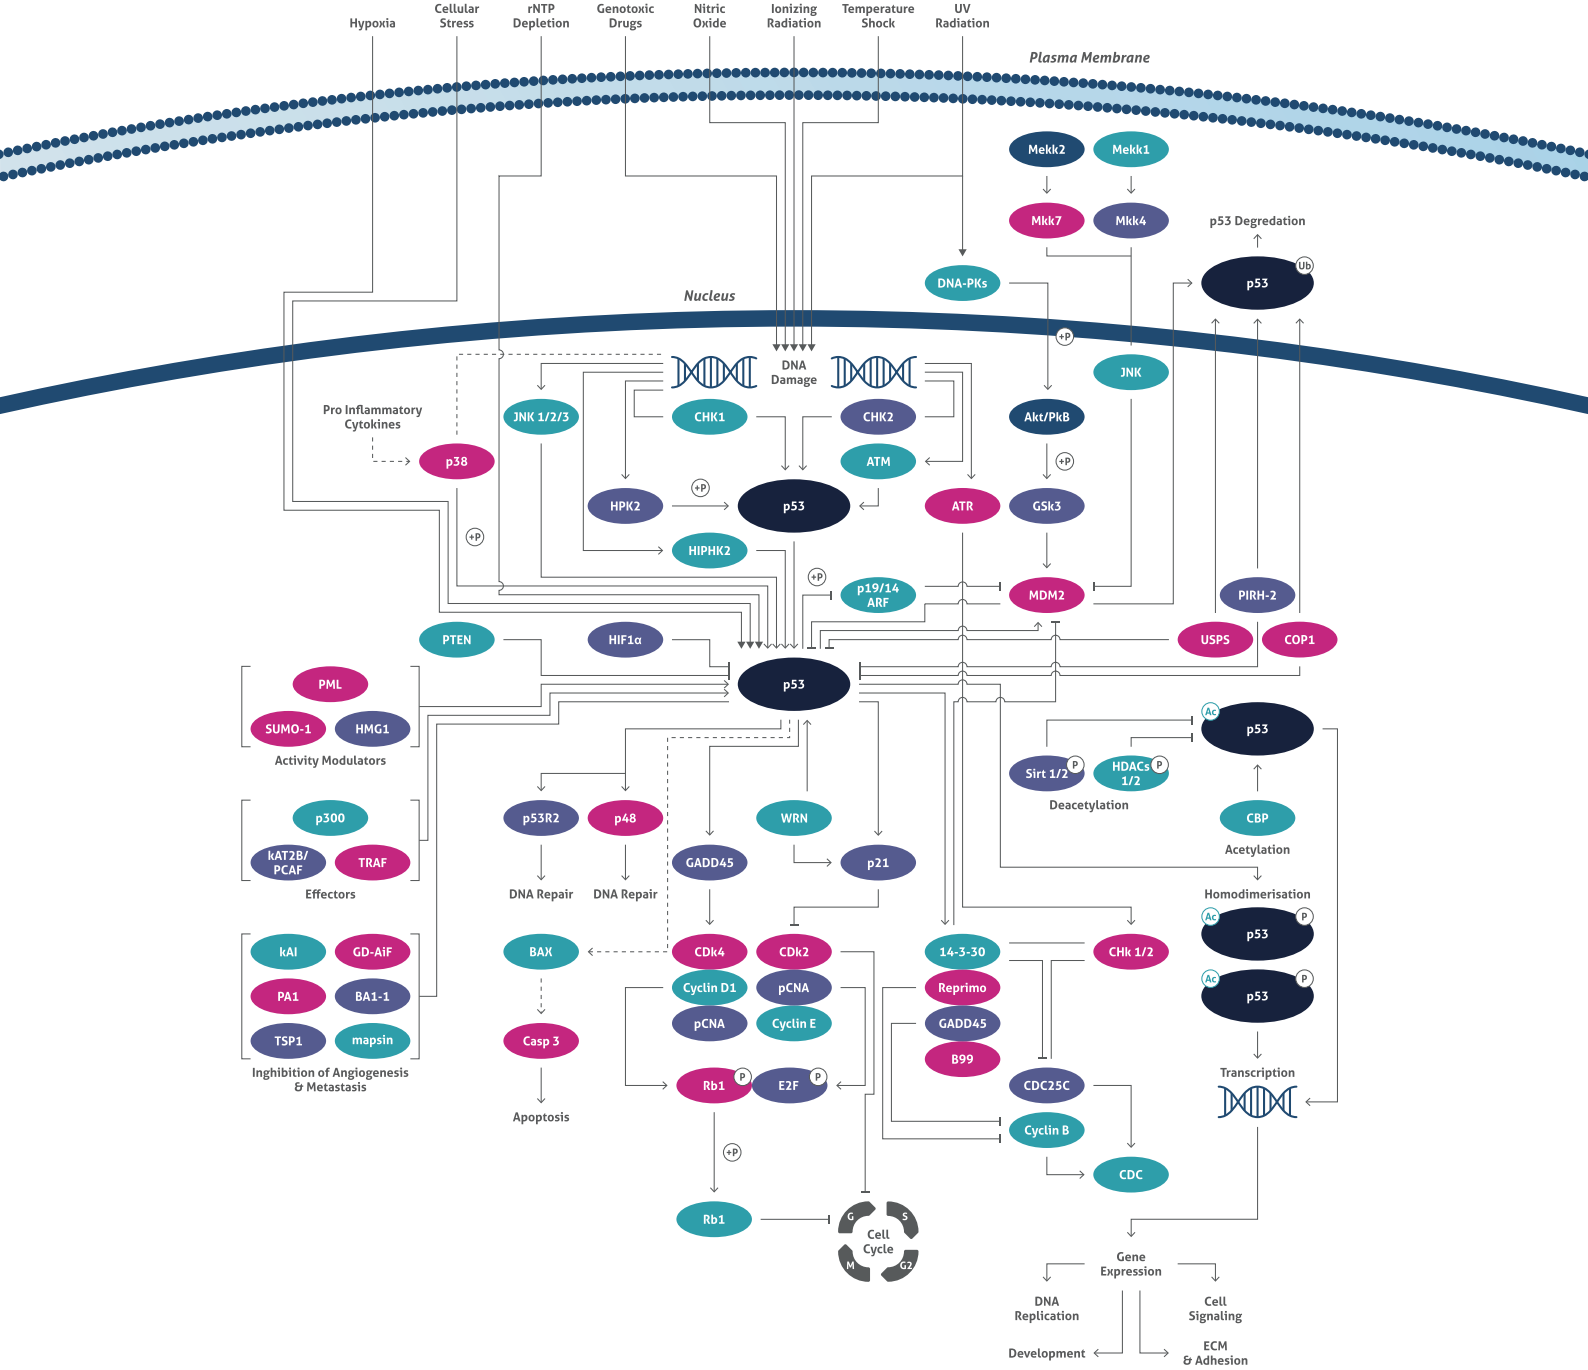 Hypoxia
Cellular
Stress
rNTP
Depletion
Genotoxic
Drugs
Nitric
Oxide
Ionizing
Radiation
Temperature
Shock
UV
Radiation
Plasma Membrane
Mekk2
Mekk1
Mkk7
Mkk4
p53 Degredation
DNA-PKs
p53
Ub
Nucleus
+P
DNA
Damage
JNK
Pro Inflammatory
Cytokines
JNK 1/2/3
CHK1
CHK2
Akt/PkB
p38
ATM
+P
+P
HPK2
p53
ATR
GSk3
+P
HIPHK2
+P
p19/14
ARF
MDM2
PIRH-2
PTEN
HIF1α
USPS
COP1
PML
p53
SUMO-1
HMG1
Activity Modulators
Ac
p53
Sirt 1/2
P
HDACs
1/2
P
Deacetylation
p300
p53R2
p48
WRN
CBP
Acetylation
kAT2B/
PCAF
TRAF
GADD45
p21
Effectors
DNA Repair
DNA Repair
Homodimerisation
Ac
P
p53
kAI
GD-AiF
BAX
CDk4
CDk2
14-3-30
CHk 1/2
PA1
BA1-1
Cyclin D1
pCNA
Reprimo
Ac
P
p53
TSP1
mapsin
Casp 3
pCNA
Cyclin E
GADD45
B99
Inghibition of Angiogenesis
& Metastasis
Transcription
Rb1
P
E2F
P
CDC25C
Apoptosis
Cyclin B
+P
CDC
Rb1
G
S
Cell
Cycle
M
G2
Gene
Expression
DNA
Replication
Cell
Signaling
Development
ECM
& Adhesion